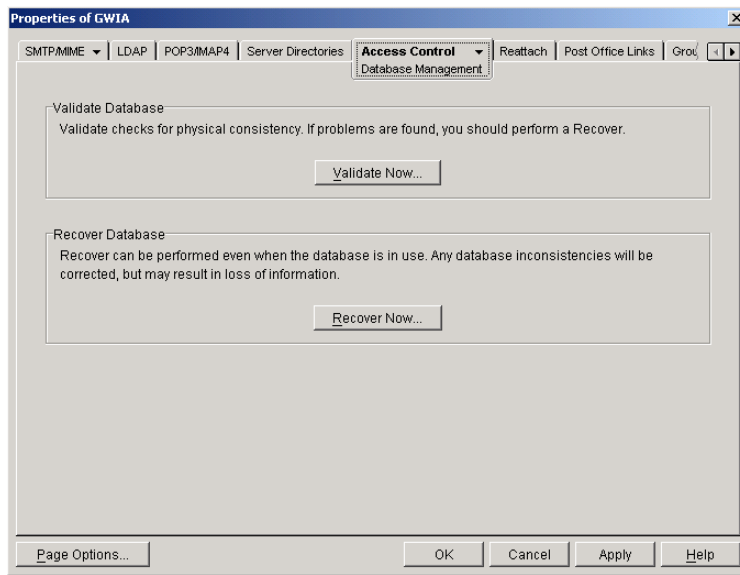 Properties of GWIA
SMTP/MIME LDAP POP3/IMAP4 Server Directories Access Control Reattach Post Office Links Grou
Database Management
Validate Database
Validate checks for physical consistency. If problems are found, you should perform a Recover.
Validate Now...
Recover Database
Recover can be performed even when the database is in use. Any database inconsistencies will be
corrected, but may result in loss of information.
Recover Now...
Page Options... OK Cancel Apply Help